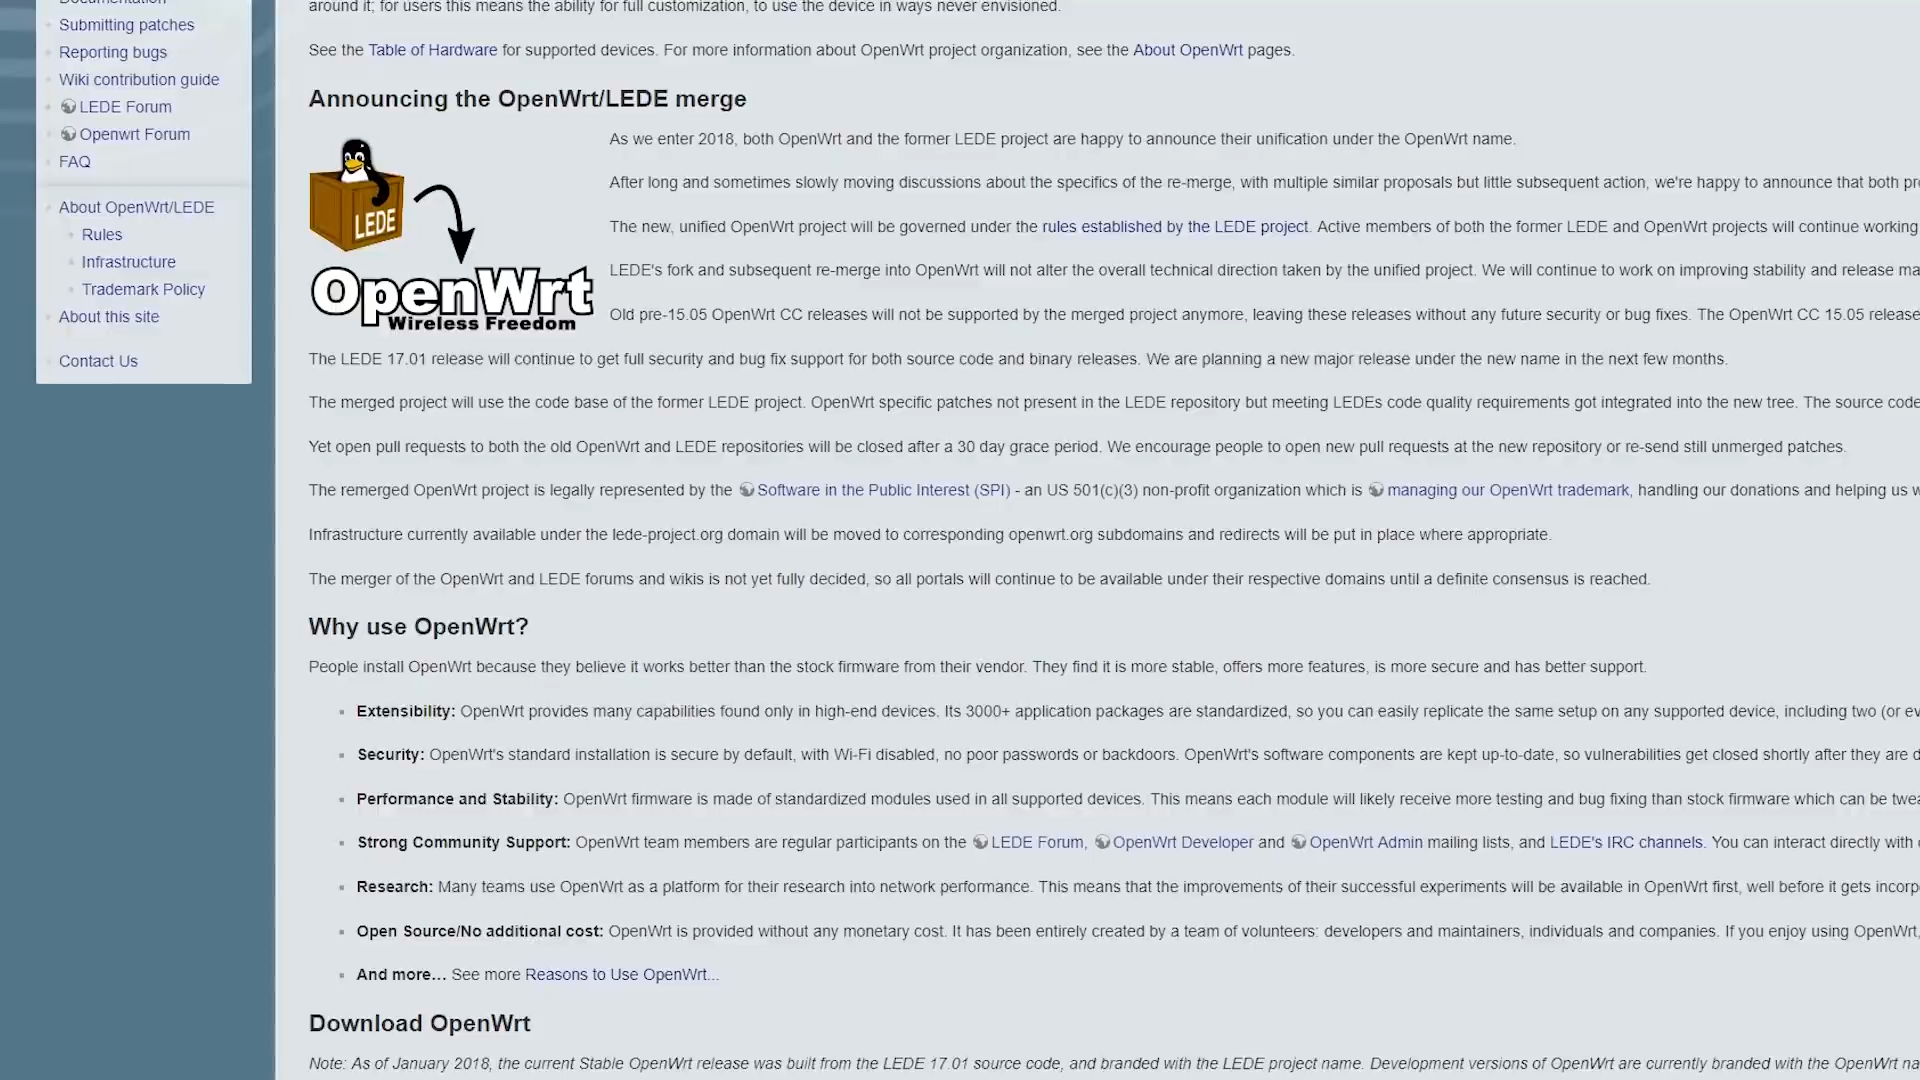 Documentation
Submitting patches
Reporting bugs
Wiki contribution guide
LEDE Forum
Openwrt Forum
FAQ
About OpenWrt/LEDE
Rules
Infrastructure
Trademark Policy
About this site
Contact Us
around it; for users this means the ability for full customization, to use the device in ways never envisioned.
See the Table of Hardware for supported devices. For more information about OpenWrt project organization, see the About OpenWrt pages.
Announcing the OpenWrt/LEDE merge
LEDE
OpenWrt
Wireless Freedom
As we enter 2018, both OpenWrt and the former LEDE project are happy to announce their unification under the OpenWrt name.
After long and sometimes slowly moving discussions about the specifics of the re-merge, with multiple similar proposals but little subsequent action, we're happy to announce that both
The new, unified OpenWrt project will be governed under the rules established by the LEDE project. Active members of both the former LEDE and OpenWrt projects will continue working
LEDE's fork and subsequent re-merge into OpenWrt will not alter the overall technical direction taken by the unified project. We will continue to work on improving stability and release
Old pre-15.05 OpenWrt CC releases will not be supported by the merged project anymore, leaving these releases without any future security or bug fixes. The OpenWrt CC 15.05 release
The LEDE 17.01 release will continue to get full security and bug fix support for both source code and binary releases. We are planning a new major release under the new name in the next few months.
The merged project will use the code base of the former LEDE project. OpenWrt specific patches not present in the LEDE repository but meeting LEDEs code quality requirements got integrated into the new tree. The source code
Yet open pull requests to both the old OpenWrt and LEDE repositories will be closed after a 30 day grace period. We encourage people to open new pull requests at the new repository or re-send still unmerged patches.
The remerged OpenWrt project is legally represented by the Software in the Public Interest (SPI) - an US 501(c)(3) non-profit organization which is managing our OpenWrt trademark, handling our donations and helping us
Infrastructure currently available under the lede-project.org domain will be moved to corresponding openwrt.org subdomains and redirects will be put in place where appropriate.
The merger of the OpenWrt and LEDE forums and wikis is not yet fully decided, so all portals will continue to be available under their respective domains until a definite consensus is reached.
Why use OpenWrt?
People install OpenWrt because they believe it works better than the stock firmware from their vendor. They find it is more stable, offers more features, is more secure and has better support.
Extensibility: OpenWrt provides many capabilities found only in high-end devices. Its 3000+ application packages are standardized, so you can easily replicate the same setup on any supported device, including two (or
Security: OpenWrt's standard installation is secure by default, with Wi-Fi disabled, no poor passwords or backdoors. OpenWrt's software components are kept up-to-date, so vulnerabilities get closed shortly after they are
Performance and Stability: OpenWrt firmware is made of standardized modules used in all supported devices. This means each module will likely receive more testing and bug fixing than stock firmware which can be
Strong Community Support: OpenWrt team members are regular participants on the LEDE Forum, OpenWrt Developer and OpenWrt Admin mailing lists, and LEDE's IRC channels. You can interact directly with
Research: Many teams use OpenWrt as a platform for their research into network performance. This means that the improvements of their successful experiments will be available in OpenWrt first, well before it gets
Open Source/No additional cost: OpenWrt is provided without any monetary cost. It has been entirely created by a team of volunteers: developers and maintainers, individuals and companies. If you enjoy using OpenWrt,
And more... See more Reasons to Use OpenWrt...
Download OpenWrt
Note: As of January 2018, the current Stable OpenWrt release was built from the LEDE 17.01 source code, and branded with the LEDE project name. Development versions of OpenWrt are currently branded with the OpenWrt